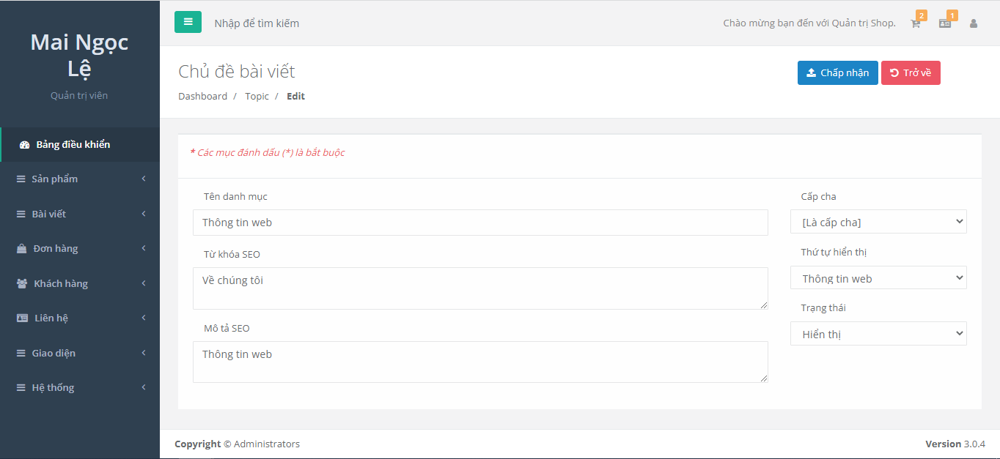 Mai Ngọc
Lệ
Quản trị viên
Bảng điều khiển
Sản phẩm
Bài viết
Đơn hàng
Khách hàng
Liên hệ
Giao diện
Hệ thống
Nhập để tìm kiếm
Chào mừng bạn đến với Quản trị Shop.
2
1
Chủ đề bài viết
Dashboard / Topic / Edit
Chấp nhận
Trở về
* Các mục đánh dấu (*) là bắt buộc
Tên danh mục
Thông tin web
Từ khóa SEO
Về chúng tôi
Mô tả SEO
Thông tin web
Cấp cha
[Là cấp cha]
Thứ tự hiển thị
Thông tin web
Trạng thái
Hiển thị
Copyright © Administrators
Version 3.0.4